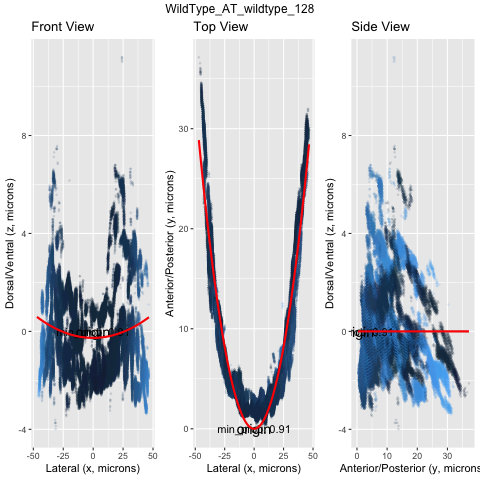 WildType_AT_wildtype_128
Front View
Top View
Side View
Dorsal/Ventral (z, microns)
8
4
0
-4
-50
-25
0
25
50
Lateral (x, microns)
origin
Anterior/Posterior (y, microns)
30
20
10
0
-50
-25
0
25
50
Lateral (x, microns)
origin
0.91
Dorsal/Ventral (z, microns)
8
4
0
-4
0
10
20
30
Anterior/Posterior (y, microns